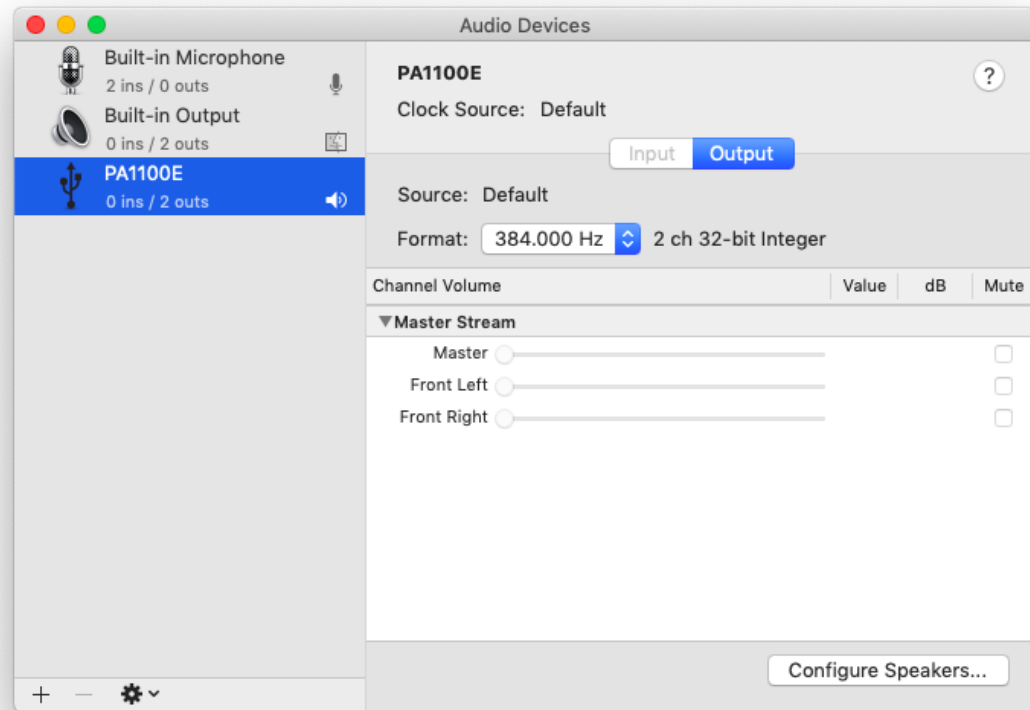 Audio Devices
Built-in Microphone
2 ins / 0 outs
Built-in Output
0 ins / 2 outs
PA1100E
0 ins / 2 outs
PA1100E
?
Clock Source: Default
Input Output
Source: Default
Format: 384.000 Hz 2 ch 32-bit Integer
Channel Volume Value dB Mute
Master Stream
Master
Front Left
Front Right
Configure Speakers...